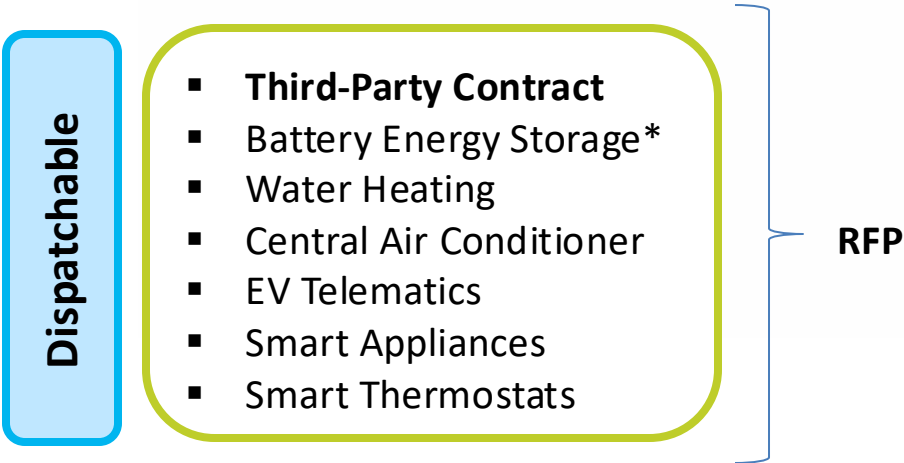 Dispatchable
▪ Third-Party Contract
▪ Battery Energy Storage*
▪ Water Heating
▪ Central Air Conditioner
▪ EV Telematics
▪ Smart Appliances
▪ Smart Thermostats
RFP